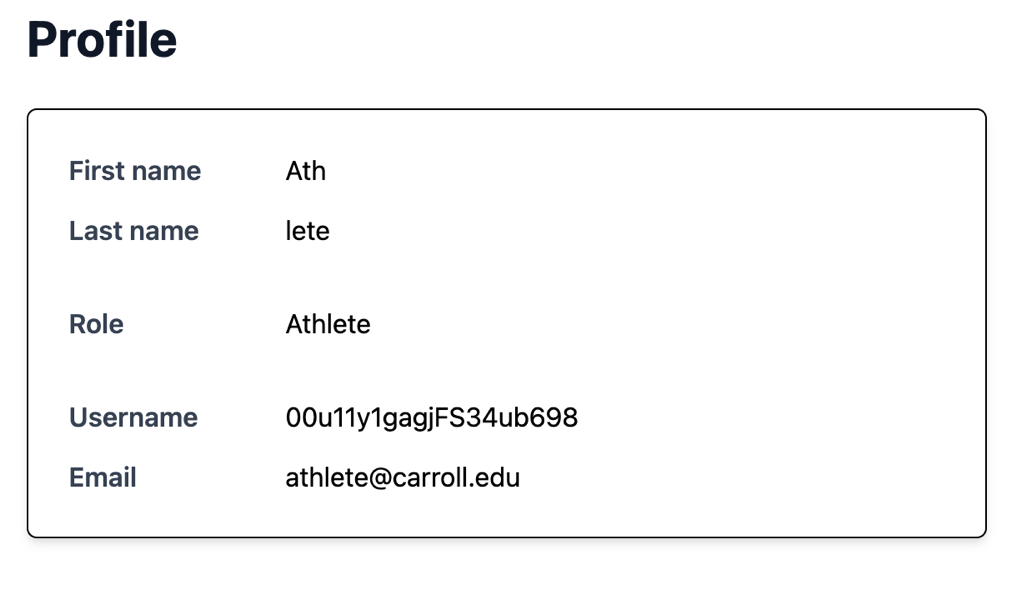 Profile
First name Ath
Last name lete
Role Athlete
Username 00u11y1gagjFS34ub698
Email athlete@carroll.edu